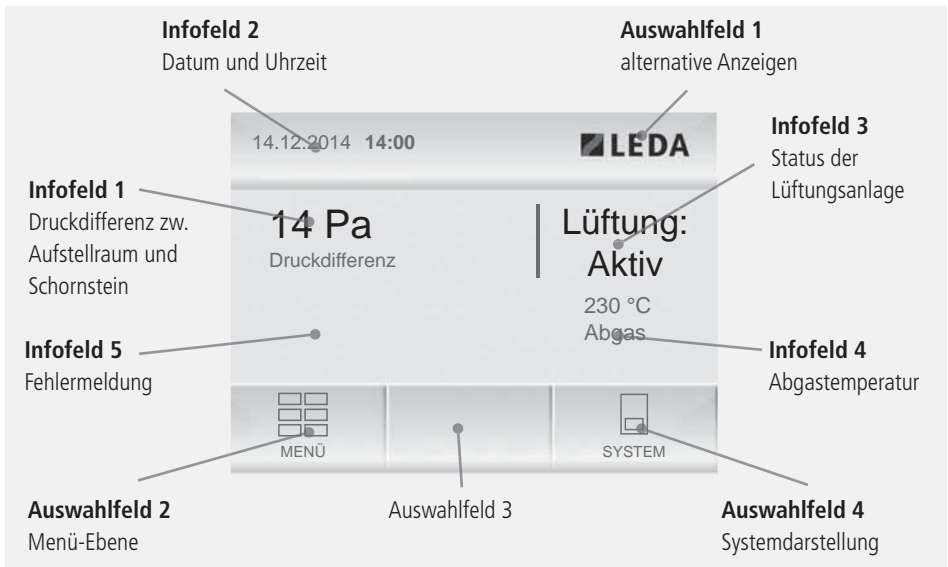 Infofeld 2
Datum und Uhrzeit
Auswahlfeld 1
alternative Anzeigen
14.12.2014 14:00
LEDA
Infofeld 3
Status der
Lüftungsanlage
Infofeld 1
Druckdifferenz zw.
Aufstellraum und
Schornstein
14 Pa
Druckdifferenz
Lüftung:
Aktiv
230 °C
Abgas
Infofeld 5
Fehlermeldung
Infofeld 4
Abgastemperatur
MENÜ
SYSTEM
Auswahlfeld 2
Menü-Ebene
Auswahlfeld 3
Auswahlfeld 4
Systemdarstellung